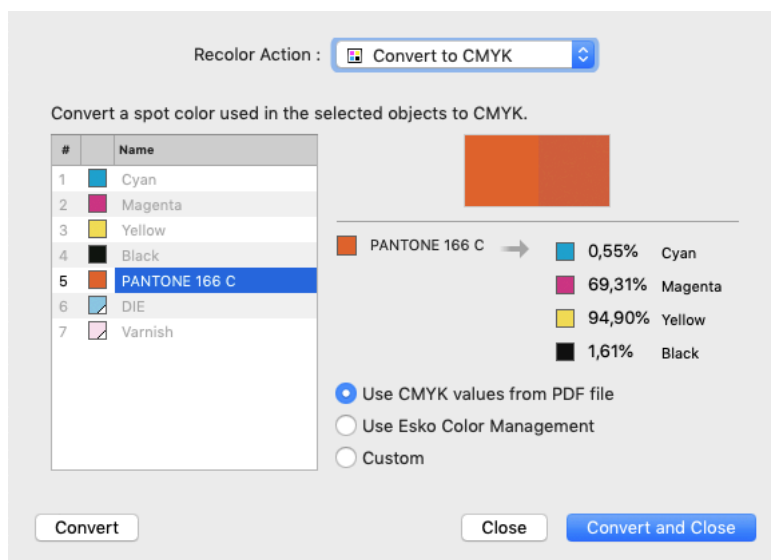 Recolor Action : Convert to CMYK
Convert a spot color used in the selected objects to CMYK.
# Name
1 Cyan
2 Magenta
3 Yellow
4 Black
5 PANTONE 166 C
6 DIE
7 Varnish
PANTONE 166 C
0,55% Cyan
69,31% Magenta
94,90% Yellow
1,61% Black
Use CMYK values from PDF file
Use Esko Color Management
Custom
Convert Close Convert and Close